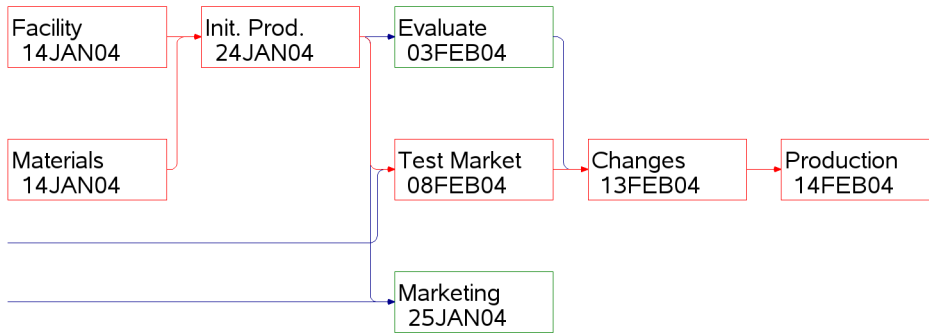 Facility
14JAN04
Init. Prod.
24JAN04
Evaluate
03FEB04
Materials
14JAN04
Test Market
08FEB04
Changes
13FEB04
Production
14FEB04
Marketing
25JAN04